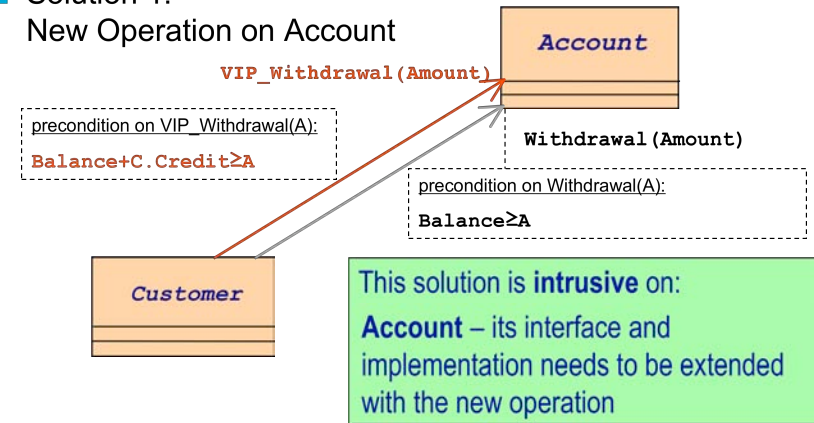 Solution 1:
New Operation on Account
Account
VIP_Withdrawal(Amount)
precondition on VIP_Withdrawal(A):
Balance+C.Credit≥A
Withdrawal(Amount)
precondition on Withdrawal(A):
Balance≥A
Customer
This solution is intrusive on:
Account – its interface and
implementation needs to be extended
with the new operation